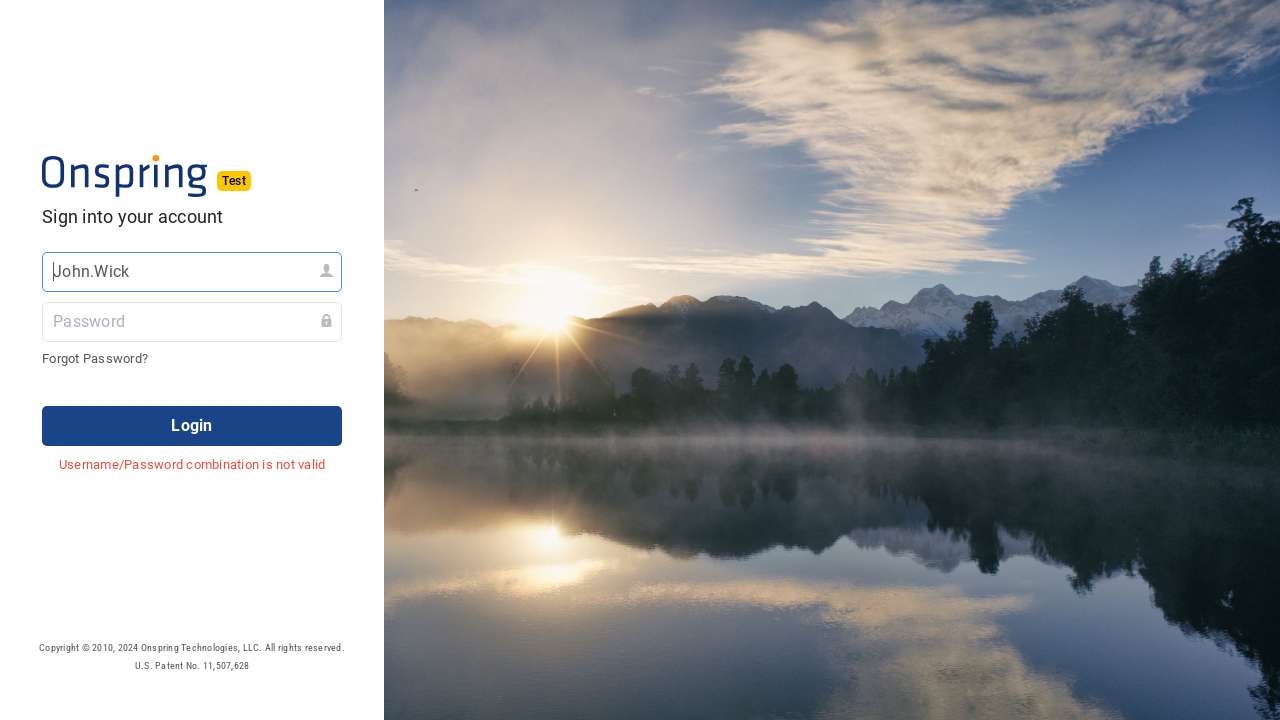 Onspring Test
Sign into your account
John.Wick
Password
Forgot Password?
Login
Username/Password combination is not valid
Copyright © 2010, 2024 Onspring Technologies, LLC. All rights reserved.
U.S. Patent No. 11,507,628